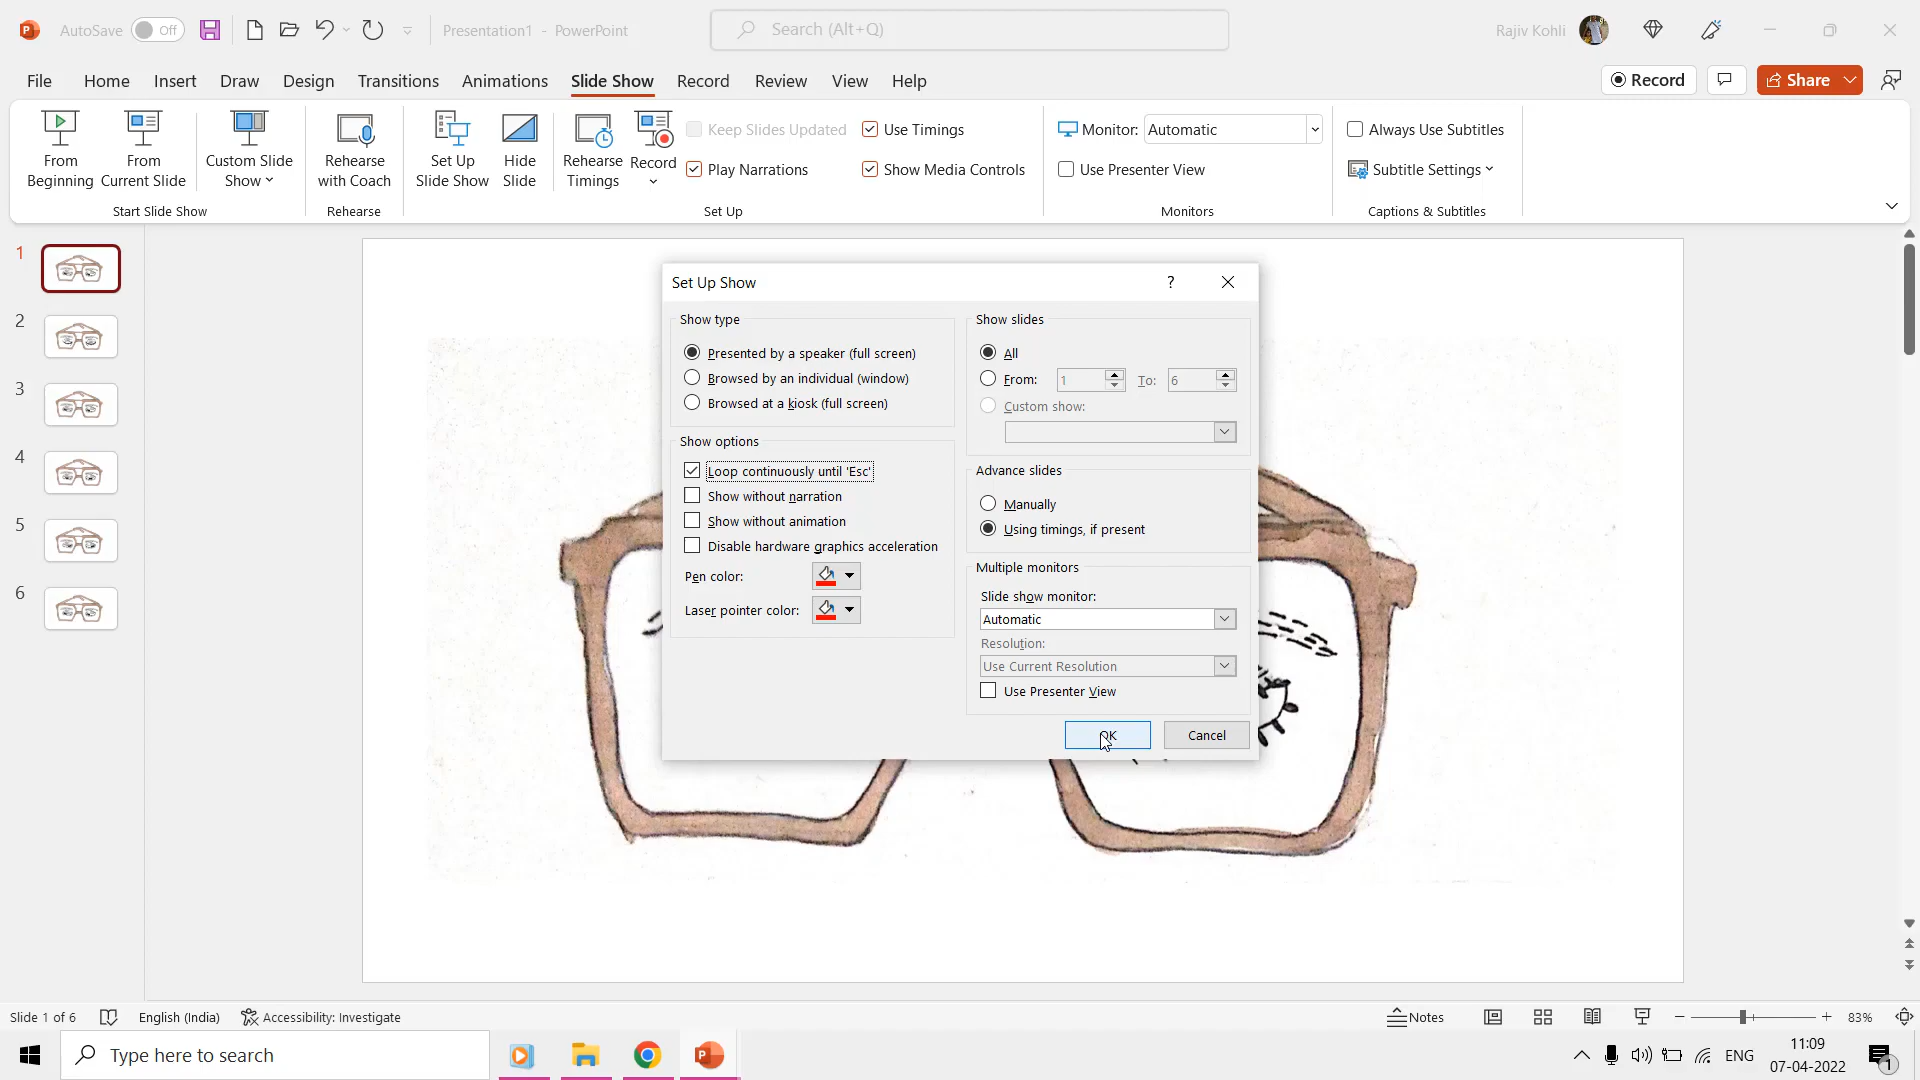 AutoSave Off Presentation1 - PowerPoint Search (Alt+Q) Rajiv Kohli
File Home Insert Draw Design Transitions Animations Slide Show Record Review View Help Record Share
From Beginning
From Current Slide
Custom Slide Show
Start Slide Show
Rehearse with Coach
Rehearse
Set Up Slide Show
Hide Slide
Rehearse Timings
Record
Keep Slides Updated
Play Narrations
Use Timings
Show Media Controls
Set Up
Monitor: Automatic
Use Presenter View
Monitors
Always Use Subtitles
Subtitle Settings
Captions & Subtitles
1
2
3
4
5
6
Set Up Show ?
Show type
Presented by a speaker (full screen)
Browsed by an individual (window)
Browsed at a kiosk (full screen)
Show options
Loop continuously until 'Esc'
Show without narration
Show without animation
Disable hardware graphics acceleration
Pen color:
Laser pointer color:
Show slides
All
From: 1 To: 6
Custom show:
Advance slides
Manually
Using timings, if present
Multiple monitors
Slide show monitor:
Automatic
Resolution:
Use Current Resolution
Use Presenter View
OK Cancel
Slide 1 of 6 English (India) Accessibility: Investigate Notes 83%
Type here to search ENG 11:09
07-04-2022 1